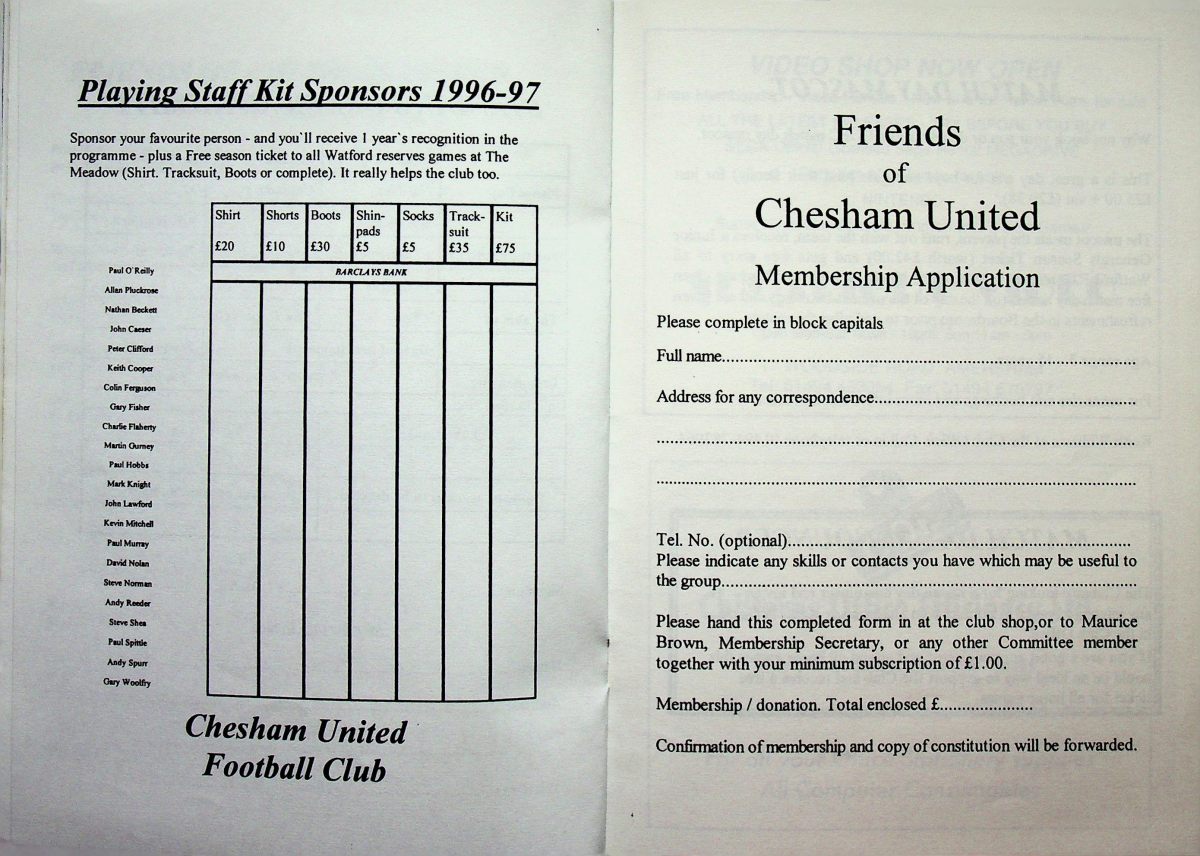 Playing Staff Kit Sponsors 1996-97
Sponsor your favourite person - and you`ll receive 1 year`s recognition in the
programme - plus a Free season ticket to all Watford reserves games at The
Meadow (Shirt. Tracksuit, Boots or complete). It really helps the club too.
Shirt Shorts Boots Shin- Socks Track- Kit
pads suit
£20 £10 £30 £5 £5 £35 £75
Paul O`Reilly BARCLAYS BANK
Allan Pluckrose
Nathan Beckett
John Caeser
Peter Clifford
Keith Cooper
Colin Ferguson
Gary Fisher
Charlie Flaherty
Martin Gurney
Paul Hobbs
Mark Knight
John Lawford
Kevin Mitchell
Paul Murray
David Nolan
Steve Norman
Andy Reeder
Steve Shea
Paul Spittle
Andy Spurr
Gary Woolfry
Chesham United
Football Club
Friends
of
Chesham United
Membership Application
Please complete in block capitals
Full name....................................................................................................
Address for any correspondence...............................................................
....................................................................................................................
....................................................................................................................
Tel. No. (optional)...................................................................................
Please indicate any skills or contacts you have which may be useful to
the group....................................................................................................
Please hand this completed form in at the club shop,or to Maurice
Brown, Membership Secretary, or any other Committee member
together with your minimum subscription of £1.00.
Membership / donation. Total enclosed £......................
Confirmation of membership and copy of constitution will be forwarded.